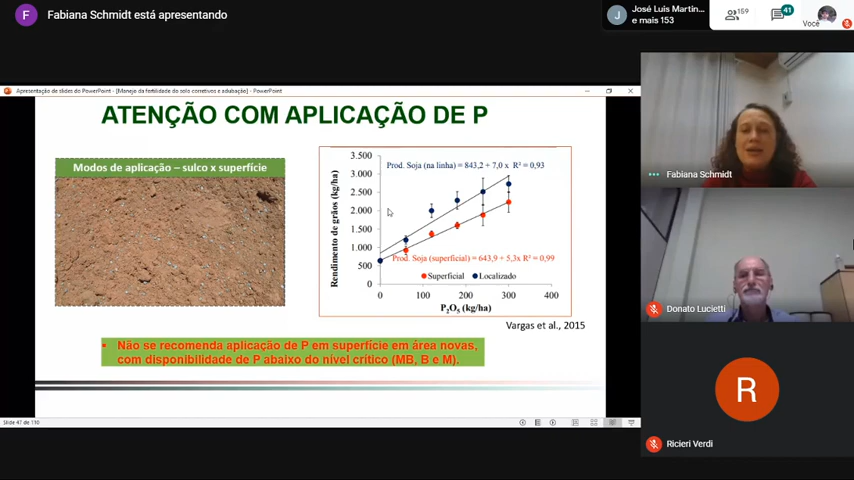 F Fabiana Schmidt está apresentando
J José Luis Martin...
e mais 153
159
41
Você
Apresentação de slides do PowerPoint - [Manejo da fertilidade do solo corretivos e adubação] - PowerPoint
ATENÇÃO COM APLICAÇÃO DE P
Modos de aplicação – sulco x superfície
Rendimento de grãos (kg/ha)
3.500
3.000
2.500
2.000
1.500
1.000
500
0
Prod. Soja (na linha) = 843,2 + 7,0 x R² = 0,93
Prod. Soja (superficial) = 643,9 + 5,3x R² = 0,99
Superficial Localizado
0 100 200 300 400
P₂O₅ (kg/ha)
Vargas et al., 2015
• Não se recomenda aplicação de P em superfície em área novas,
com disponibilidade de P abaixo do nível crítico (MB, B e M).
Slide 47 de 110
Fabiana Schmidt
Donato Lucietti
R
Ricieri Verdi